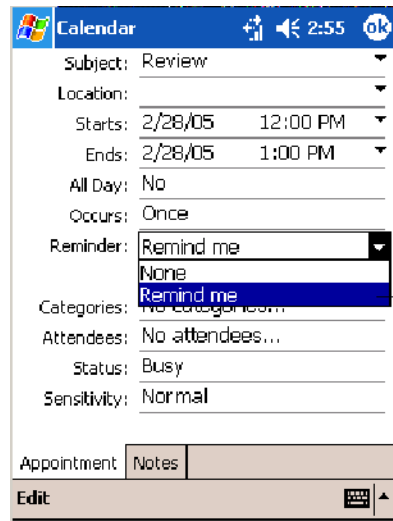 Calendar 2:55 ok
Subject: Review
Location:
Starts: 2/28/05 12:00 PM
Ends: 2/28/05 1:00 PM
All Day: No
Occurs: Once
Reminder: Remind me
None
Remind me
Categories: No categories...
Attendees: No attendees...
Status: Busy
Sensitivity: Normal
Appointment Notes
Edit